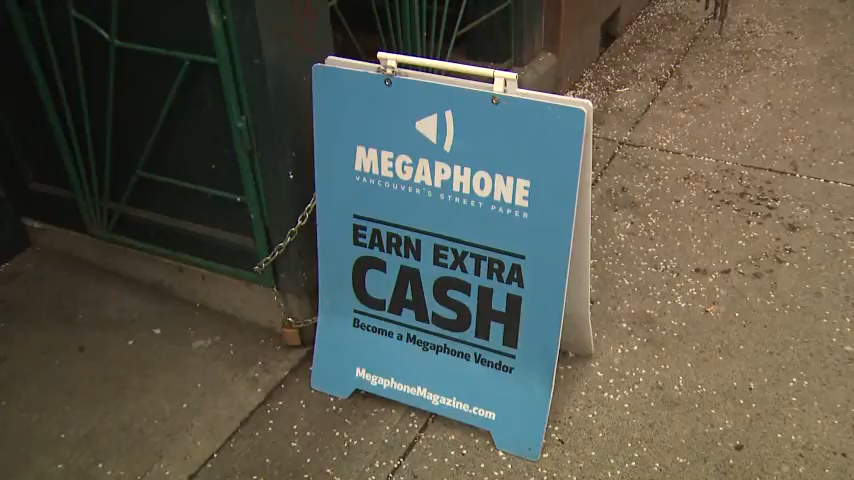 MEGAPHONE
VANCOUVER'S STREET PAPER
EARN EXTRA
CASH
Become a Megaphone Vendor
MegaphoneMagazine.com